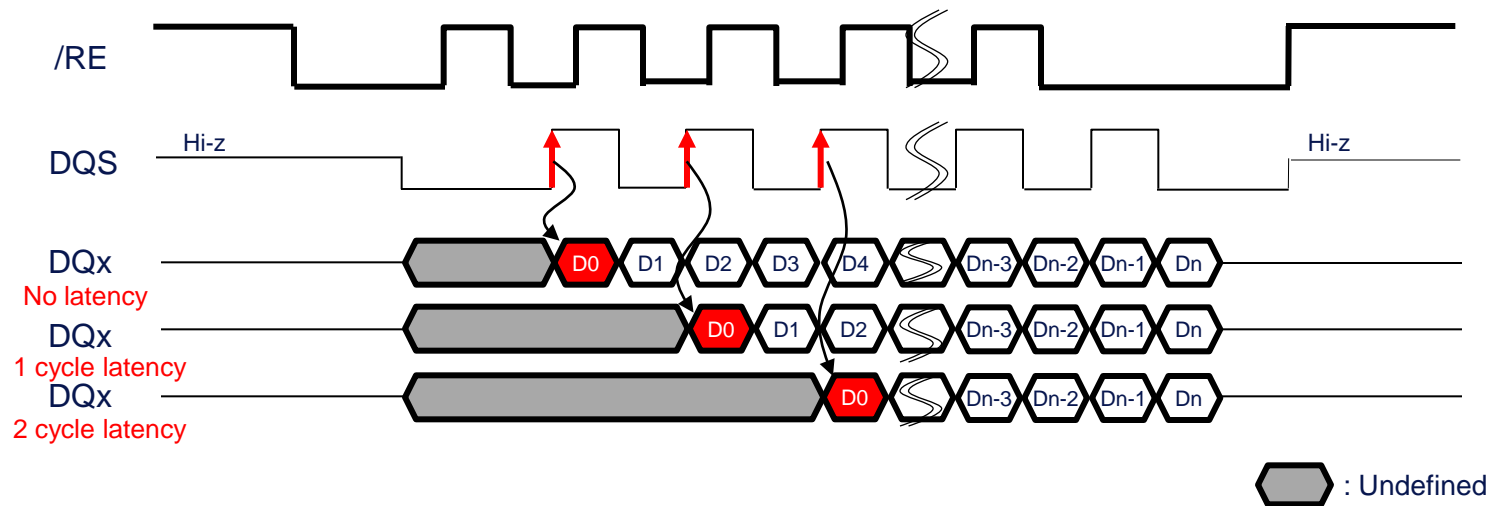 /RE
Hi-z Hi-z
DQS
DQx D0 D1 D2 D3 D4 Dn-3 Dn-2 Dn-1 Dn
No latency
DQx D0 D1 D2 Dn-3 Dn-2 Dn-1 Dn
1 cycle latency
DQx D0 Dn-3 Dn-2 Dn-1 Dn
2 cycle latency
: Undefined